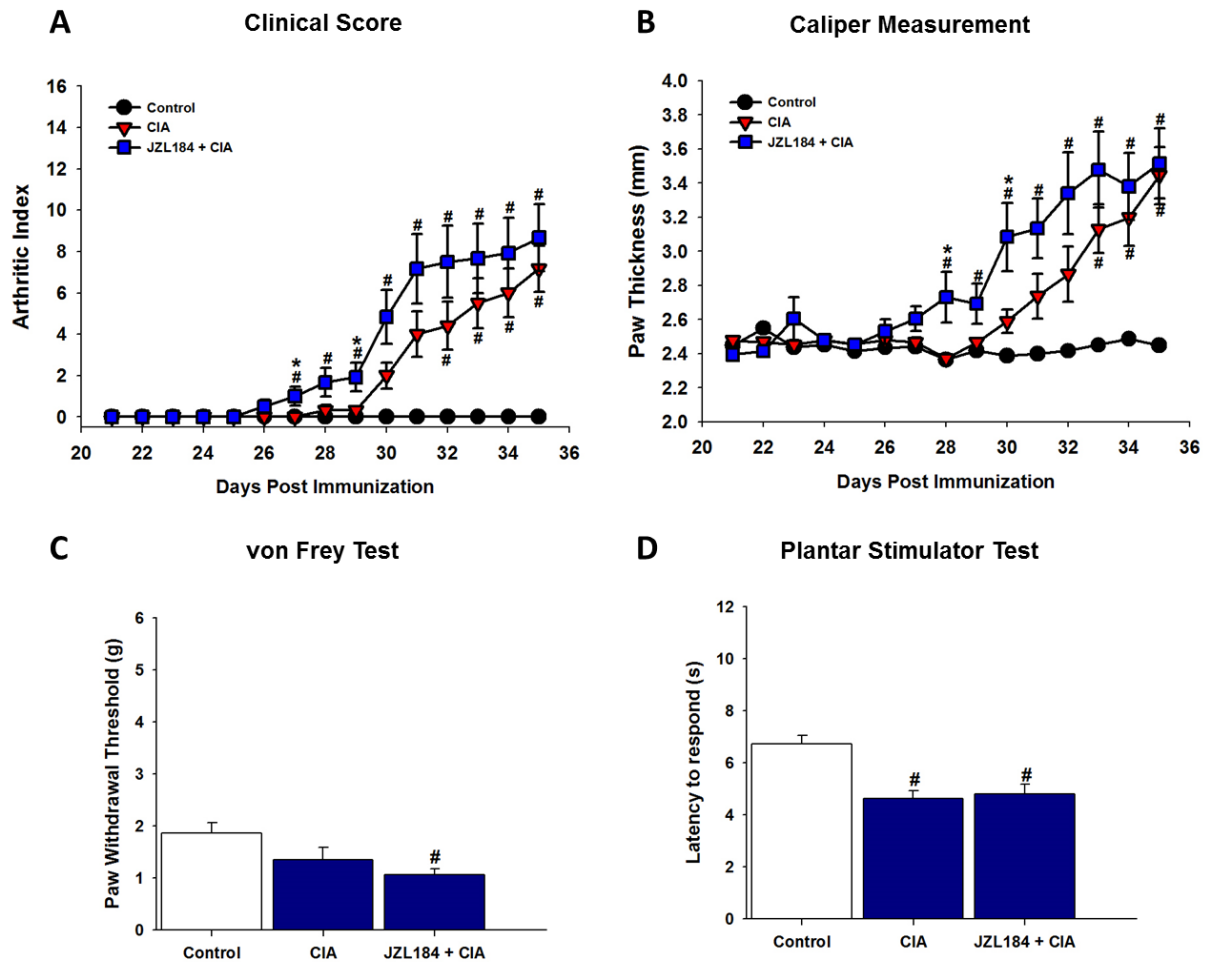 A
Clinical Score
16
14
12
10
8
6
4
2
0
Control
CIA
JZL184 + CIA
# # # # #
#
* #
* # #
# # # #
20 22 24 26 28 30 32 34 36
Arthritic Index
Days Post Immunization
B
Caliper Measurement
4.0
3.8
3.6
3.4
3.2
3.0
2.8
2.6
2.4
2.2
2.0
Control
CIA
JZL184 + CIA
# # # #
* # #
* # #
# # #
20 22 24 26 28 30 32 34 36
Paw Thickness (mm)
Days Post Immunization
C
von Frey Test
6
5
4
3
2
1
0
#
Paw Withdrawal Threshold (g)
Control CIA JZL184 + CIA
D
Plantar Stimulator Test
12
10
8
6
4
2
0
# #
Latency to respond (s)
Control CIA JZL184 + CIA